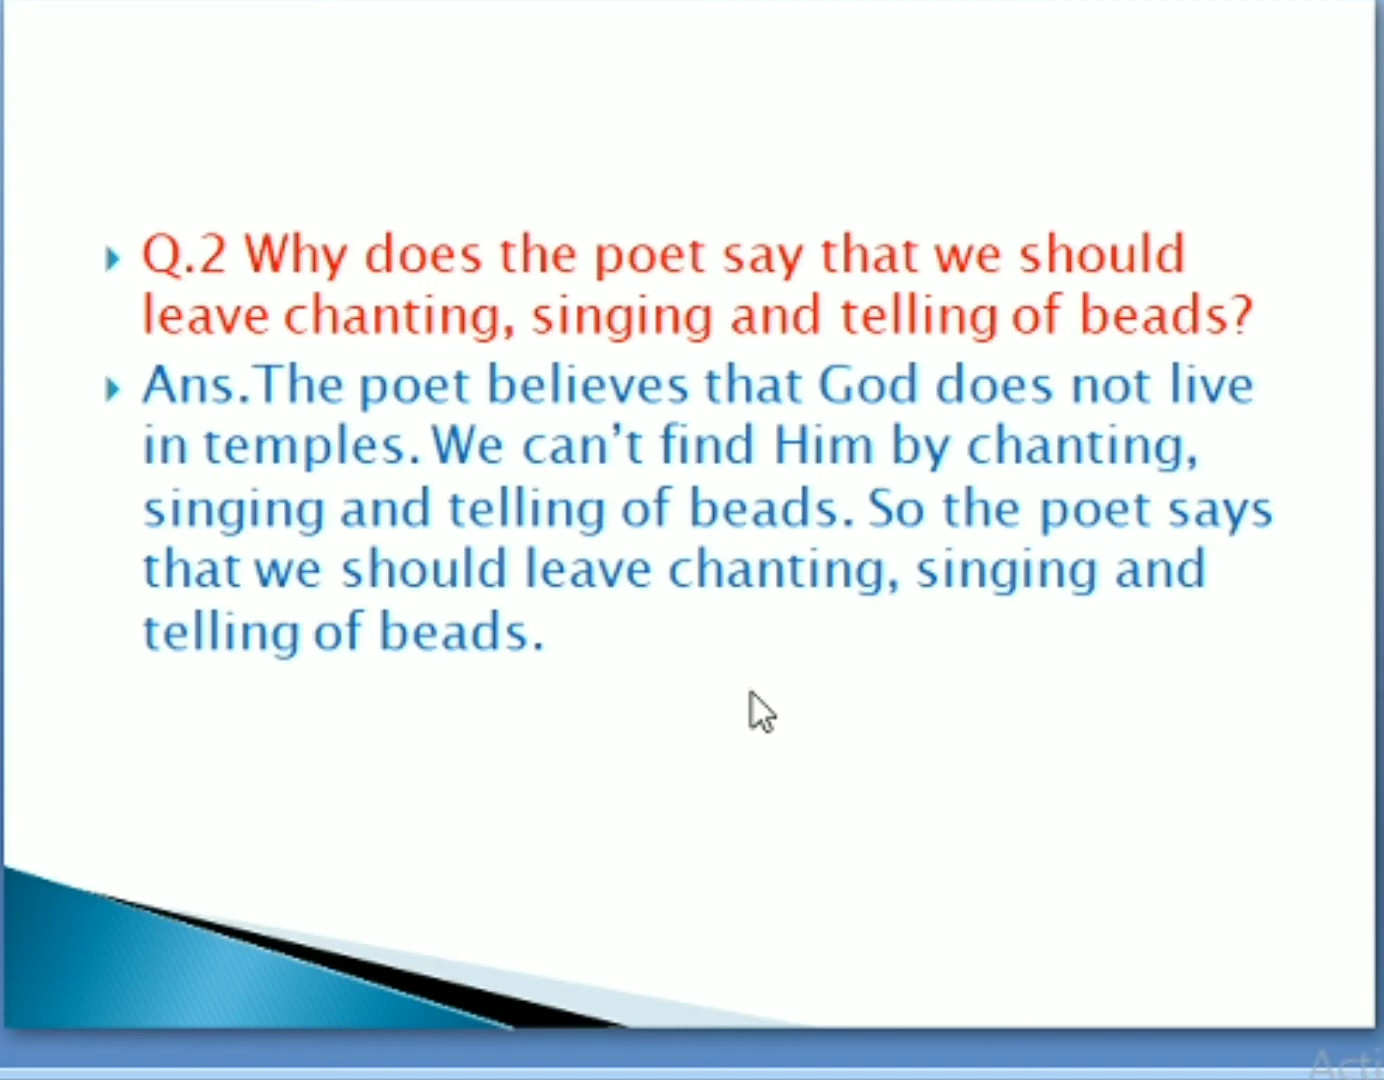 Q.2 Why does the poet say that we should
leave chanting, singing and telling of beads?
Ans.The poet believes that God does not live
in temples. We can't find Him by chanting,
singing and telling of beads. So the poet says
that we should leave chanting, singing and
telling of beads.